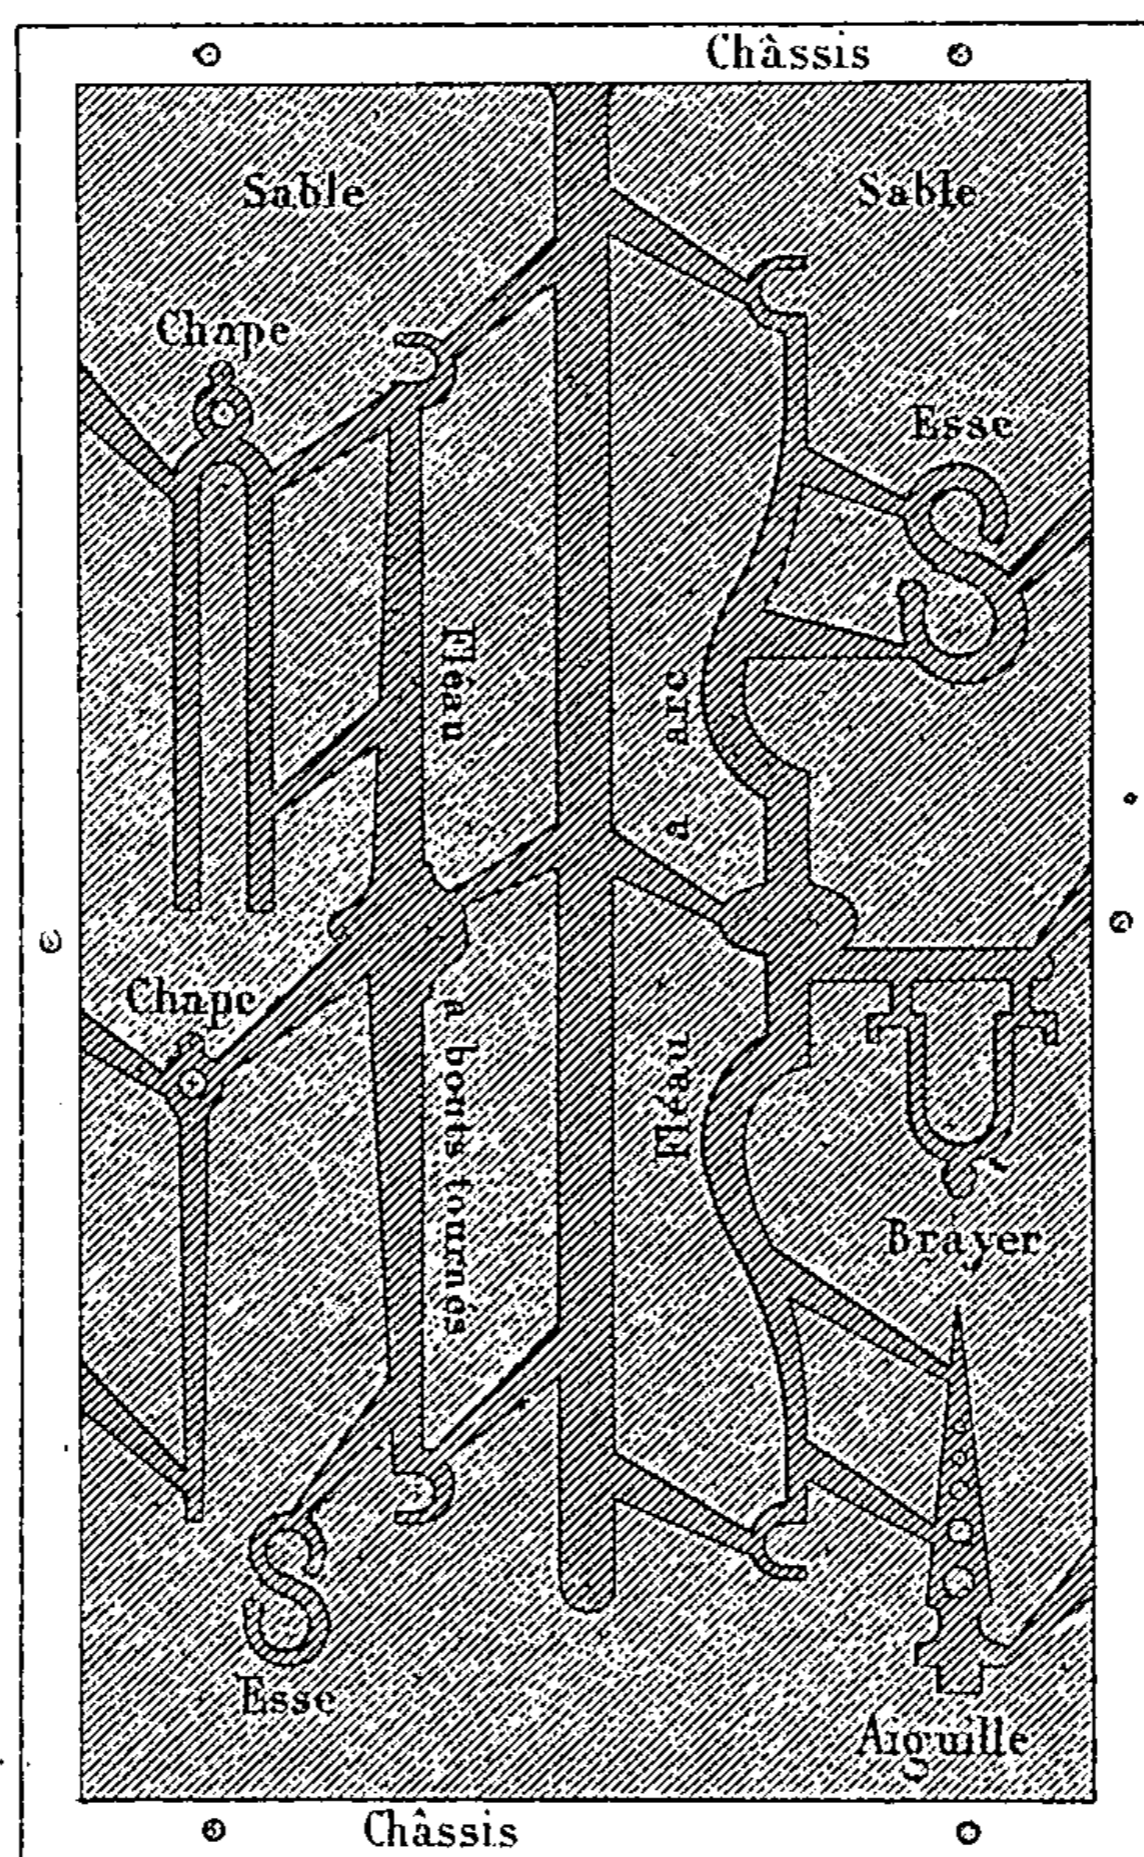 Châssis
Sable
Sable
Chape
Esse
Fléau
à bouts tournés
Fléau
à arc
Chape
Brayer
Esse
Aiguille
Châssis